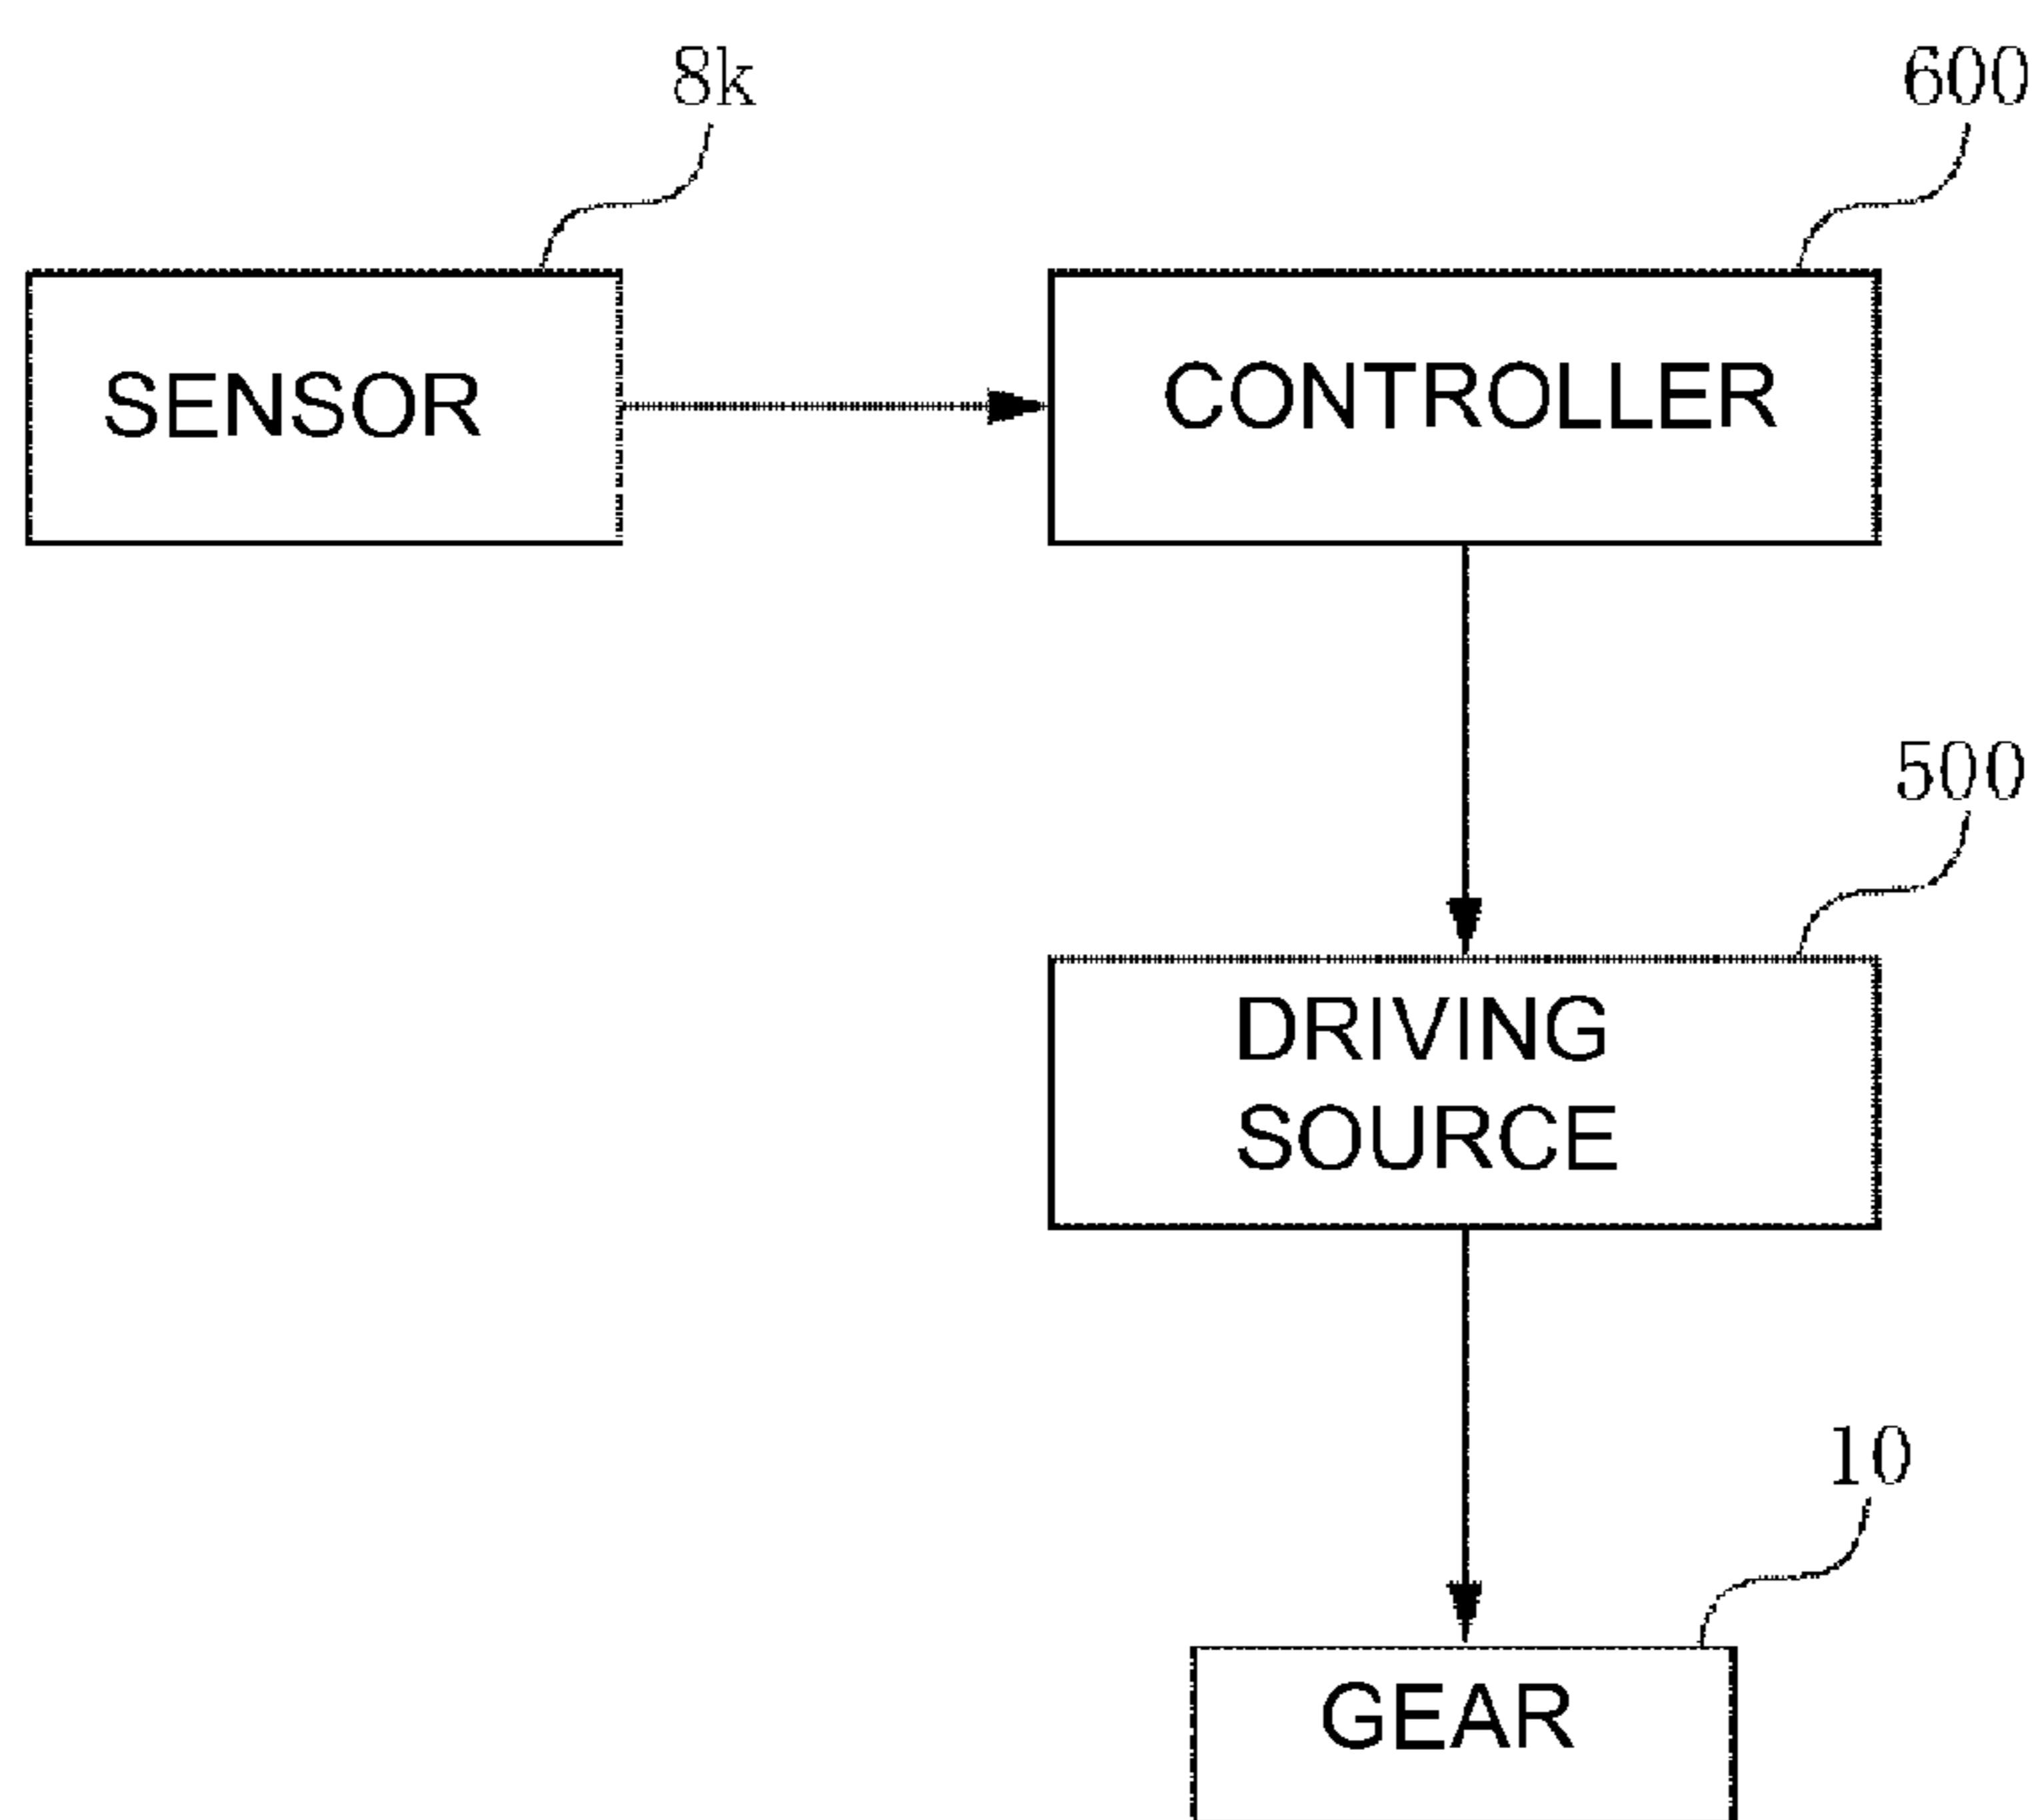 8k
600
SENSOR
CONTROLLER
500
DRIVING
SOURCE
10
GEAR